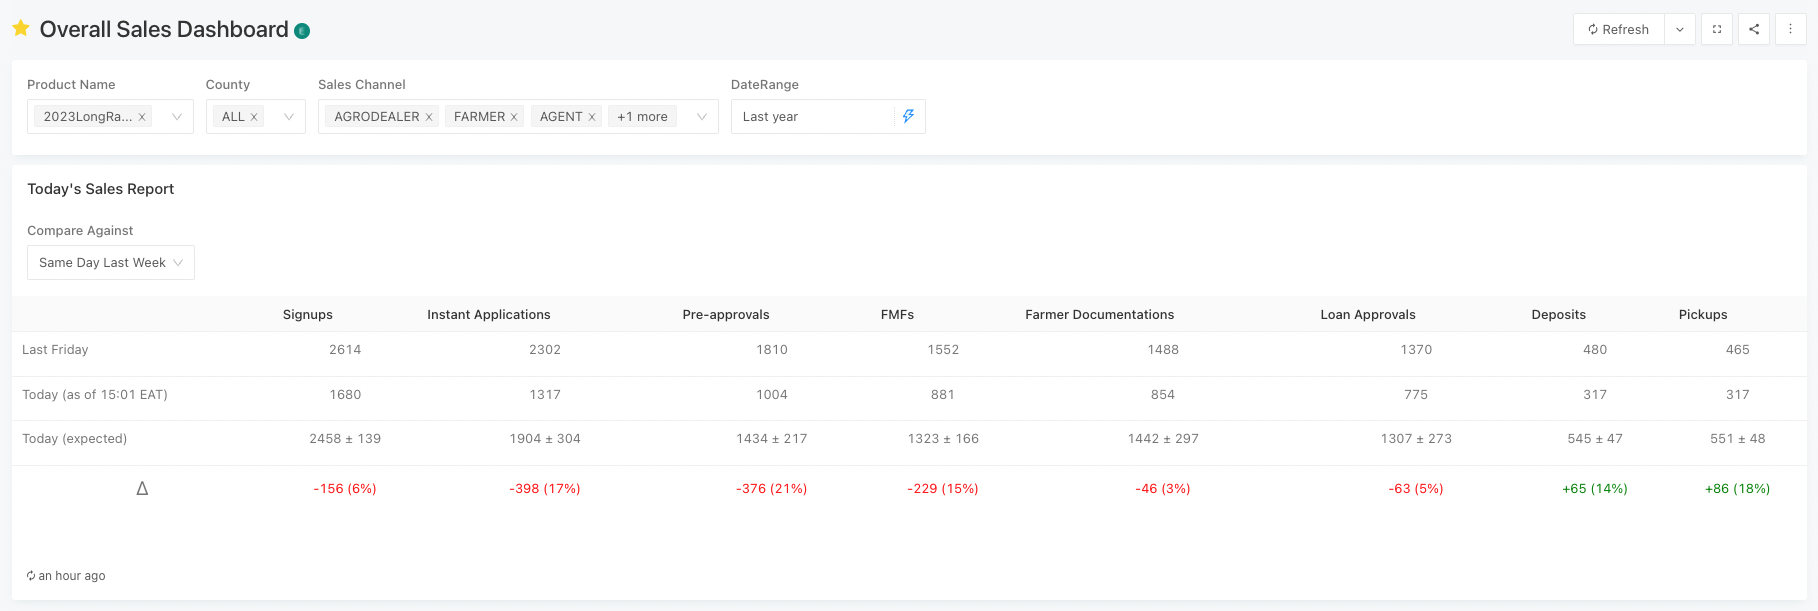 Overall Sales Dashboard E
Refresh
Product Name County Sales Channel DateRange
2023LongRa... × ALL × AGRODEALER × FARMER × AGENT × +1 more Last year
Today's Sales Report
Compare Against
Same Day Last Week
Signups Instant Applications Pre-approvals FMFs Farmer Documentations Loan Approvals Deposits Pickups
Last Friday 2614 2302 1810 1552 1488 1370 480 465
Today (as of 15:01 EAT) 1680 1317 1004 881 854 775 317 317
Today (expected) 2458 ± 139 1904 ± 304 1434 ± 217 1323 ± 166 1442 ± 297 1307 ± 273 545 ± 47 551 ± 48
Δ -156 (6%) -398 (17%) -376 (21%) -229 (15%) -46 (3%) -63 (5%) +65 (14%) +86 (18%)
an hour ago